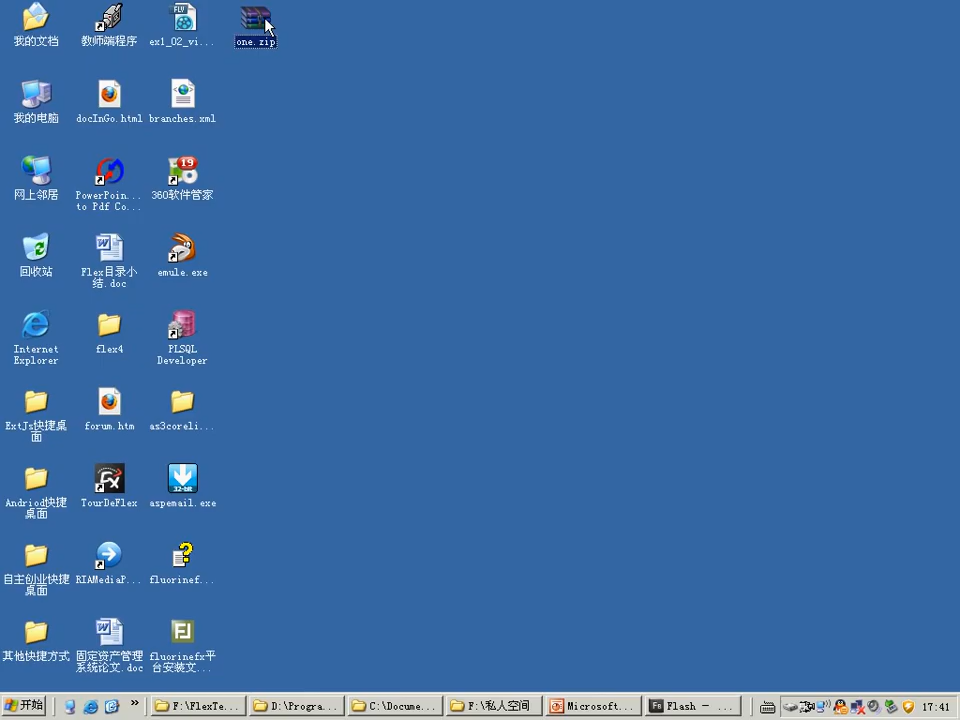 我的文档
教师端程序
ex1_02_vi...
one.zip
我的电脑
docInGo.html
branches.xml
网上邻居
PowerPoin...
to Pdf Co...
19
360软件管家
回收站
Flex目录小
结.doc
emule.exe
Internet
Explorer
flex4
PLSQL
Developer
ExtJs快捷桌
面
forum.htm
as3coreli...
Andriod快捷
桌面
TourDeFlex
32-bit
aspemail.exe
自主创业快捷
桌面
RIAMediaP...
fluorinef...
其他快捷方式
固定资产管理
系统论文.doc
fluorinefx平
台安装文...
开始
F:\FlexTe...
D:\Progra...
C:\Docume...
F:\私人空间
Microsoft...
Flash — ...
17:41